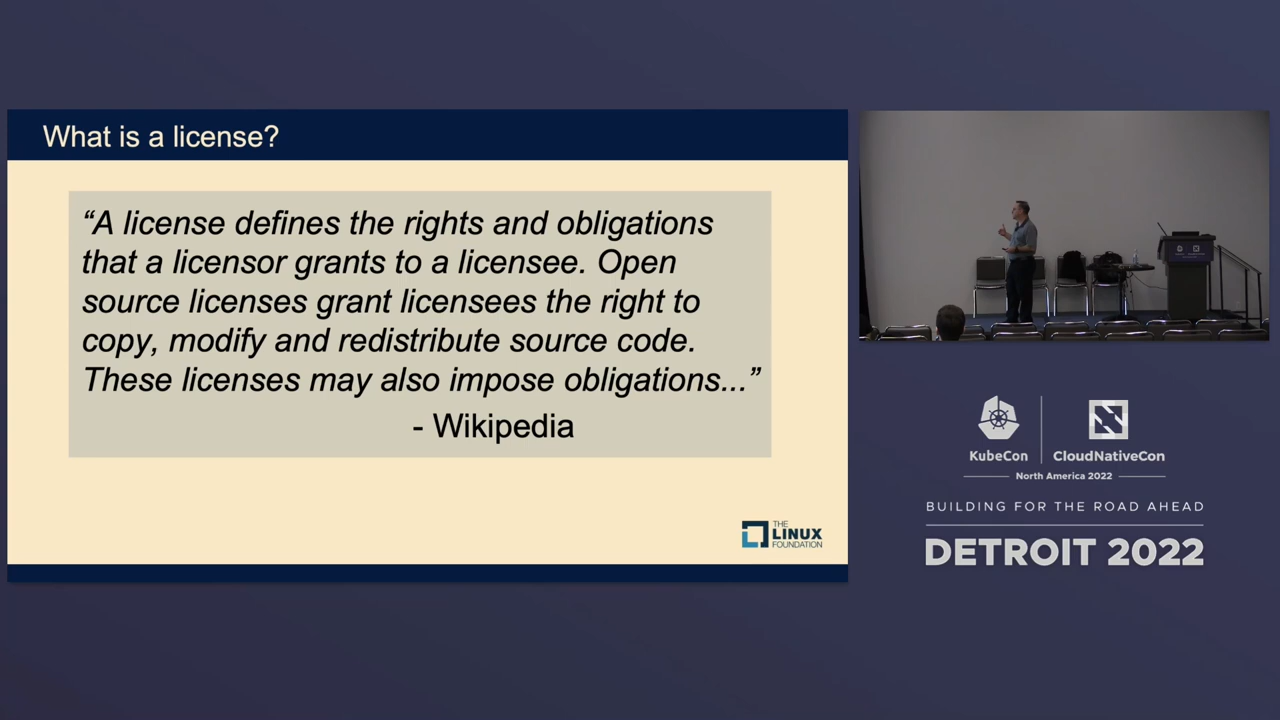 What is a license?
“A license defines the rights and obligations
that a licensor grants to a licensee. Open
source licenses grant licensees the right to
copy, modify and redistribute source code.
These licenses may also impose obligations...”
- Wikipedia
THE
LINUX
FOUNDATION
KubeCon
CloudNativeCon
North America 2022
BUILDING FOR THE ROAD AHEAD
DETROIT 2022